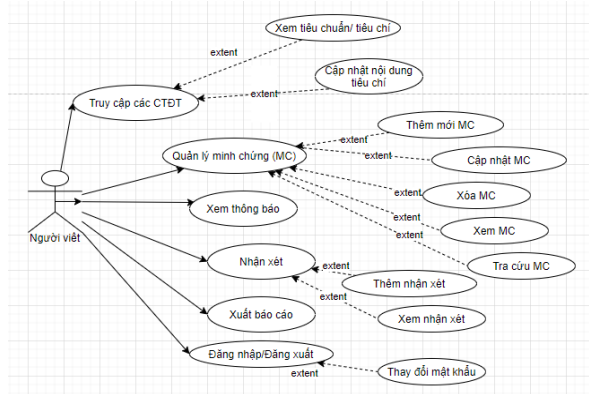 Xem tiêu chuẩn/ tiêu chí
extent
Cập nhật nội dung
tiêu chí
extent
Truy cập các CTĐT
Thêm mới MC
extent
Quản lý minh chứng (MC)
extent
Cập nhật MC
extent
Xóa MC
Xem thông báo
extent
Xem MC
extent
Người viêt
Tra cứu MC
Nhận xét
extent
Thêm nhận xét
extent
Xuất báo cáo
Xem nhận xét
Đăng nhập/Đăng xuất
extent
Thay đổi mật khẩu